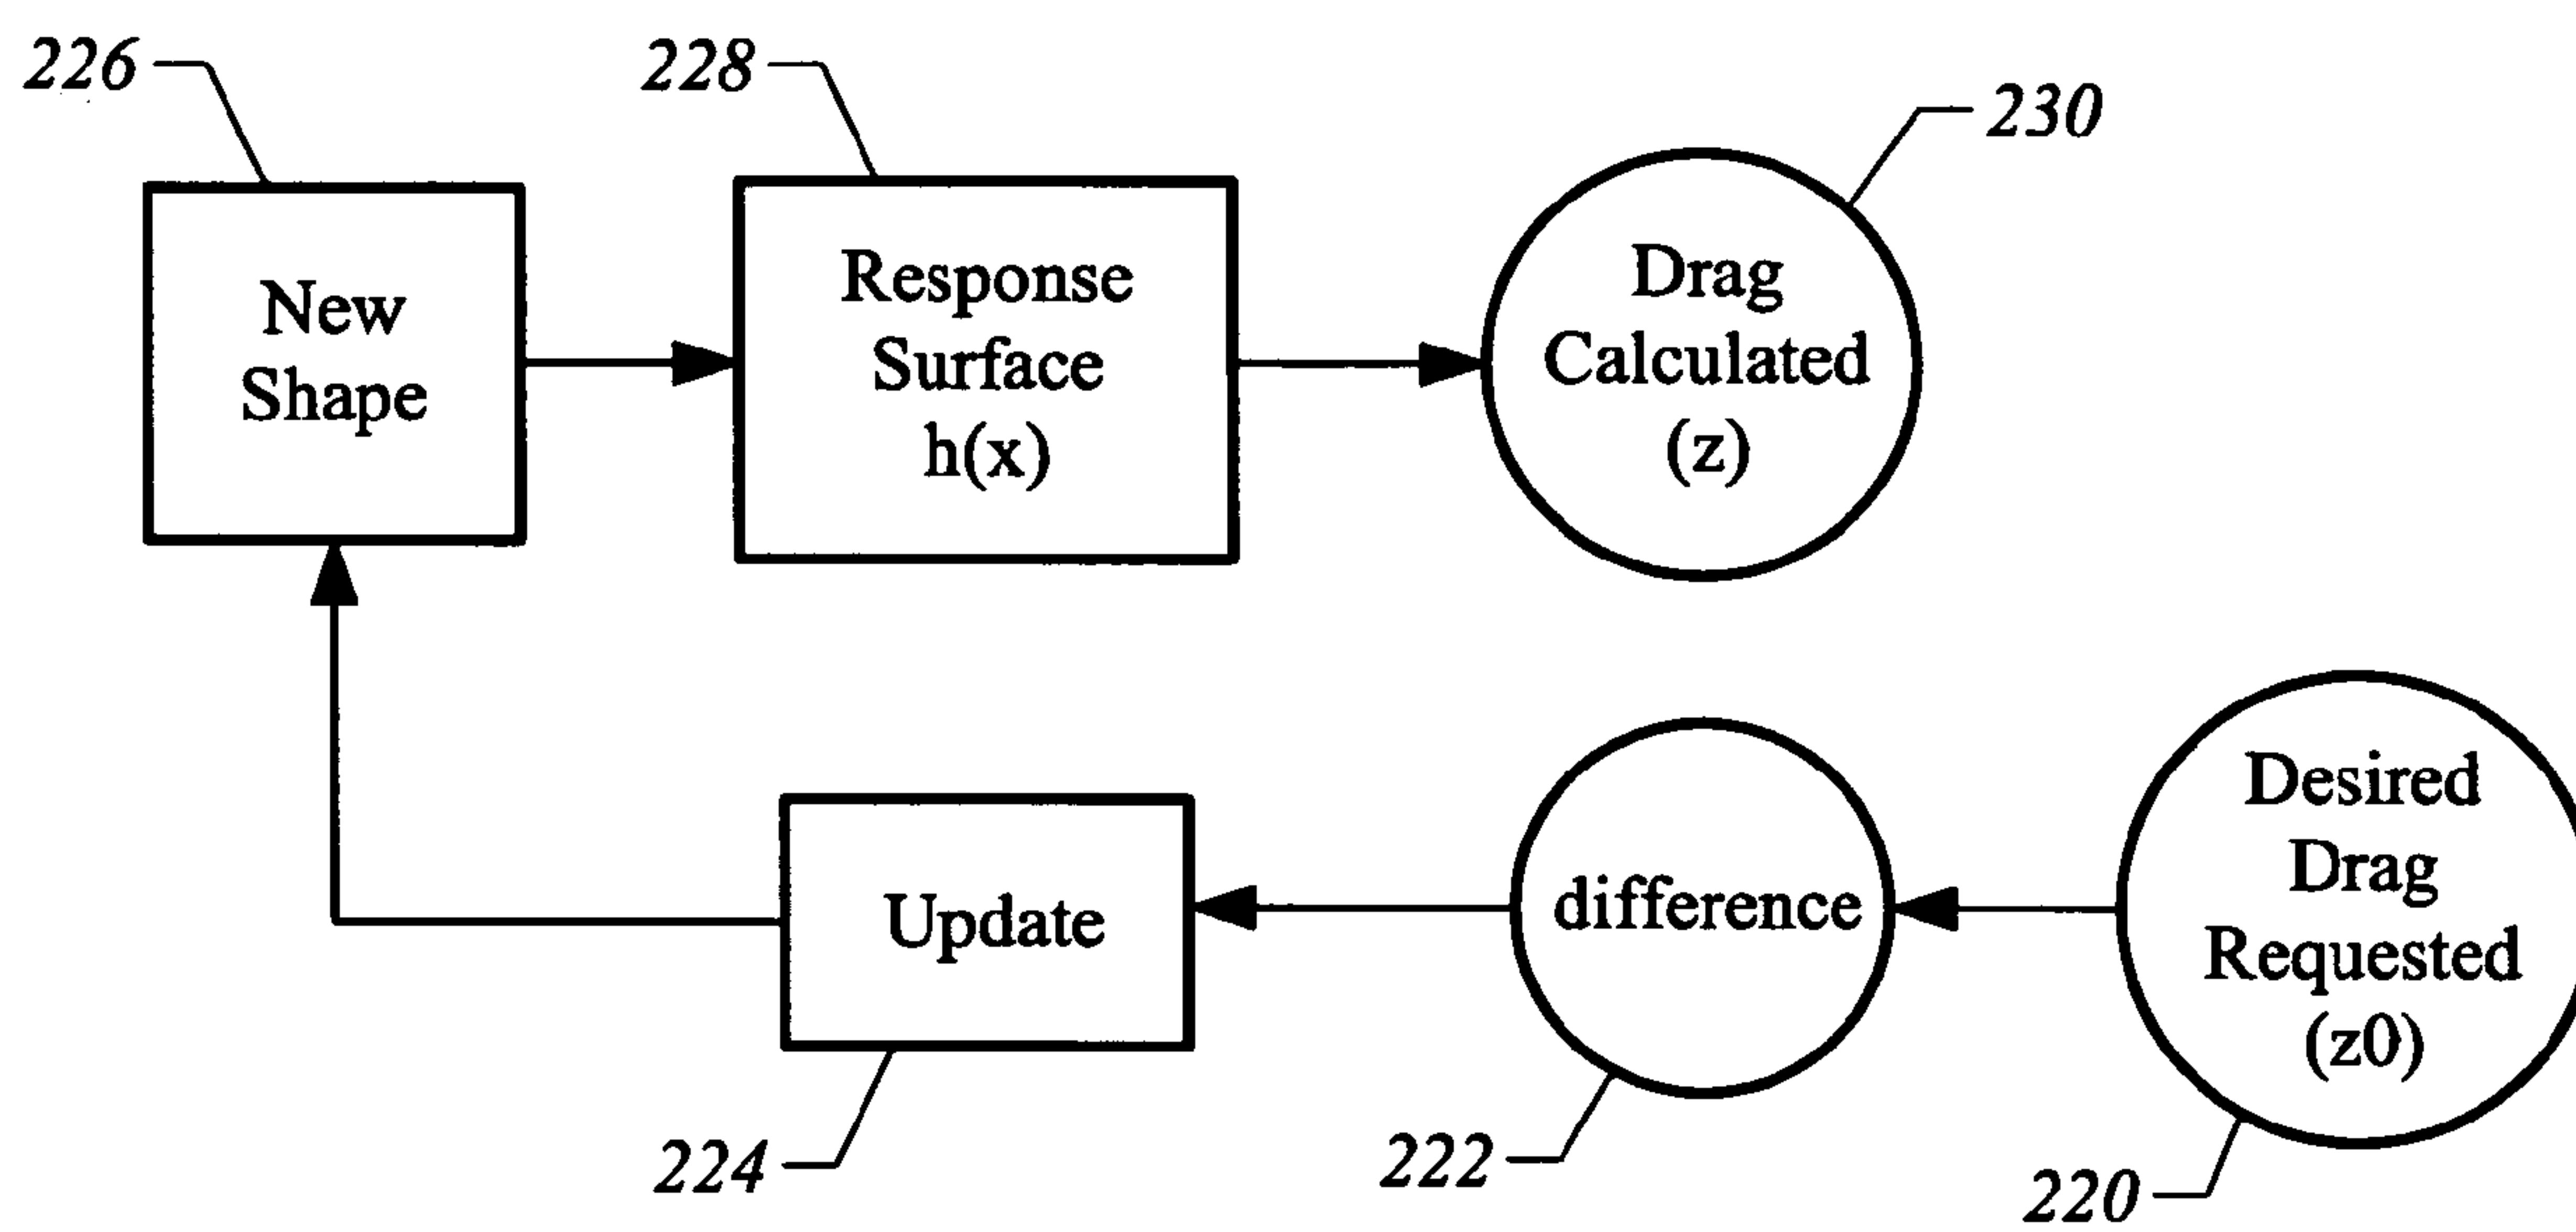 226
228
230
New
Shape
Response
Surface
h(x)
Drag
Calculated
(z)
Update
difference
Desired
Drag
Requested
(z0)
224
222
220